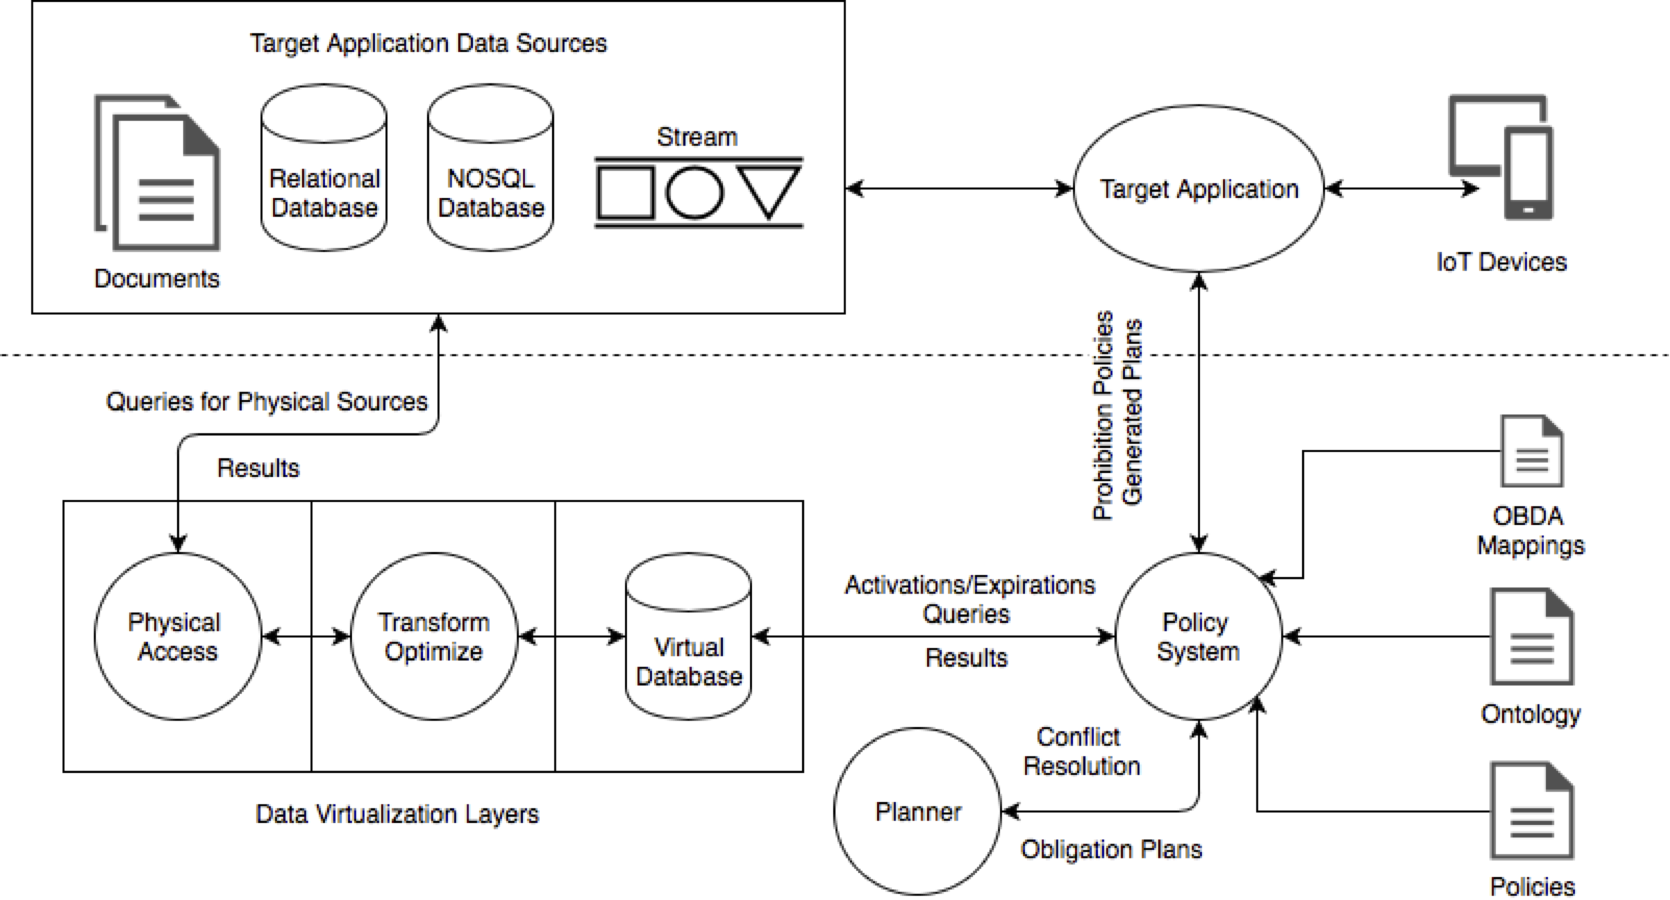 Target Application Data Sources
Documents
Relational
Database
NOSQL
Database
Stream
Target Application
IoT Devices
Queries for Physical Sources
Results
Prohibition Policies
Generated Plans
OBDA
Mappings
Physical
Access
Transform
Optimize
Virtual
Database
Activations/Expirations
Queries
Results
Policy
System
Ontology
Conflict
Resolution
Planner
Obligation Plans
Data Virtualization Layers
Policies